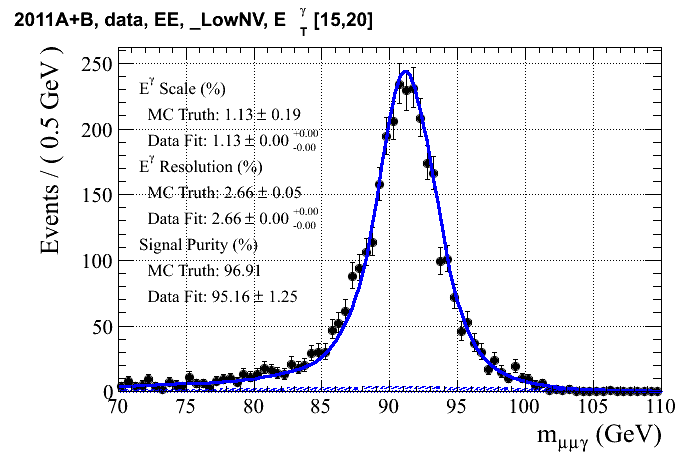 2011A+B, data, EE, _LowNV, E γ T [15,20]
Events / ( 0.5 GeV )
250
200
150
100
50
0
E^γ Scale (%)
MC Truth: 1.13 ± 0.19
Data Fit: 1.13 ± 0.00 +0.00 -0.00
E^γ Resolution (%)
MC Truth: 2.66 ± 0.05
Data Fit: 2.66 ± 0.00 +0.00 -0.00
Signal Purity (%)
MC Truth: 96.91
Data Fit: 95.16 ± 1.25
70 75 80 85 90 95 100 105 110
m_μμγ (GeV)